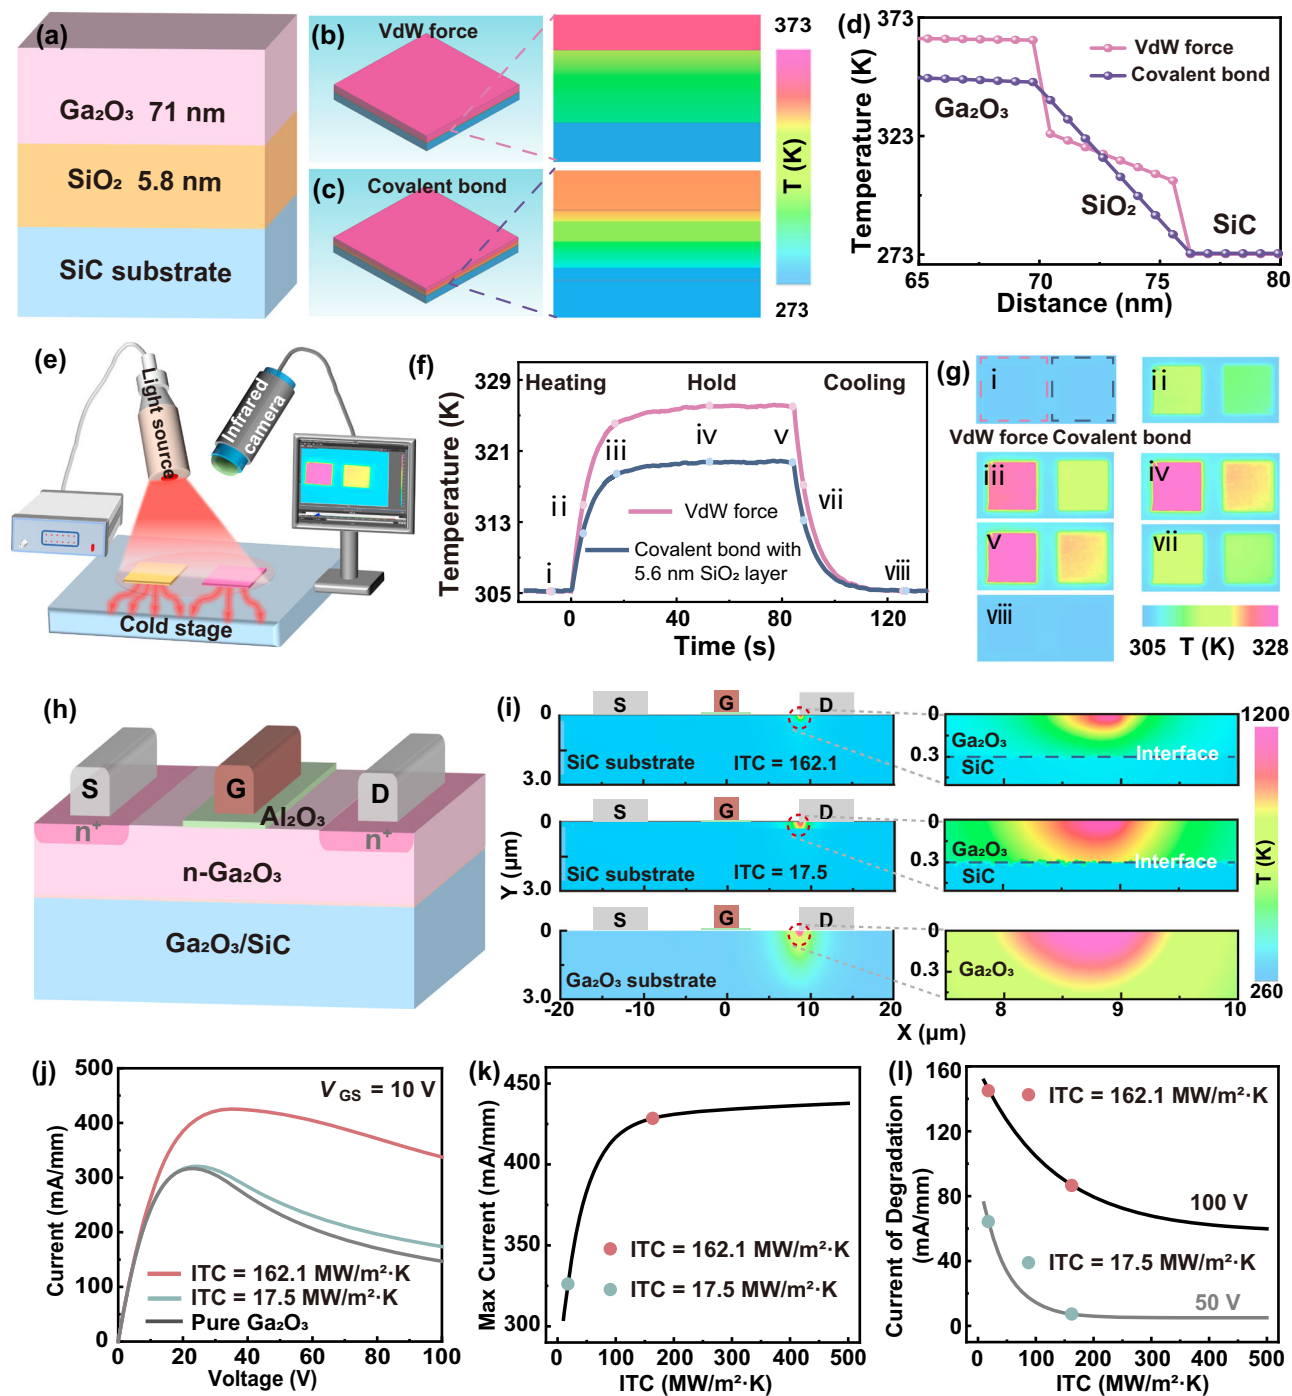 (a)
Ga₂O₃ 71 nm
SiO₂ 5.8 nm
SiC substrate
(b)
VdW force
(c)
Covalent bond
373
T (K)
273
(d)
373
323
273
Temperature (K)
VdW force
Covalent bond
Ga₂O₃
SiO₂
SiC
65 70 75 80
Distance (nm)
(e)
Light source
Infrared
camera
Cold stage
(f)
329
321
313
305
Temperature (K)
Heating Hold Cooling
i
ii
iii
iv
v
vii
viii
VdW force
Covalent bond with
5.6 nm SiO₂ layer
0 40 80 120
Time (s)
(g)
i
ii
VdW force Covalent bond
iii
iv
v
vii
viii
305 T (K) 328
(h)
S
G
D
Al₂O₃
n⁺
n⁺
n-Ga₂O₃
Ga₂O₃/SiC
(i)
S G D
0
SiC substrate ITC = 162.1
3.0
S G D
0
SiC substrate ITC = 17.5
3.0
S G D
0
Ga₂O₃ substrate
3.0
Y (μm)
-20 -10 0 10 20
0
Ga₂O₃
0.3
Interface
SiC
0
Ga₂O₃
0.3
Interface
SiC
0
Ga₂O₃
0.3
8 9 10
X (μm)
1200
T (K)
260
(j)
500
400
300
200
100
0
Current (mA/mm)
V GS = 10 V
ITC = 162.1 MW/m²·K
ITC = 17.5 MW/m²·K
Pure Ga₂O₃
0 20 40 60 80 100
Voltage (V)
(k)
450
400
350
300
Max Current (mA/mm)
ITC = 162.1 MW/m²·K
ITC = 17.5 MW/m²·K
0 100 200 300 400 500
ITC (MW/m²·K)
(l)
160
120
80
40
0
Current of Degradation
(mA/mm)
ITC = 162.1 MW/m²·K
100 V
ITC = 17.5 MW/m²·K
50 V
0 100 200 300 400 500
ITC (MW/m²·K)